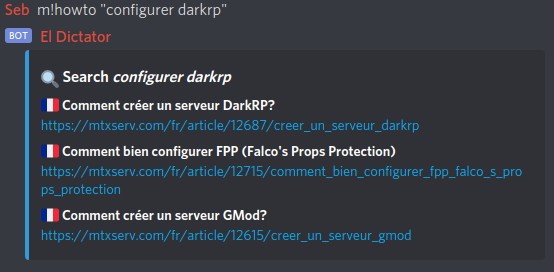 Seb m!howto "configurer darkrp"
BOT El Dictator
Search configurer darkrp
Comment créer un serveur DarkRP?
https://mtxserv.com/fr/article/12687/creer_un_serveur_darkrp
Comment bien configurer FPP (Falco's Props Protection)
https://mtxserv.com/fr/article/12715/comment_bien_configurer_fpp_falco_s_pro
ps_protection
Comment créer un serveur GMod?
https://mtxserv.com/fr/article/12615/creer_un_serveur_gmod